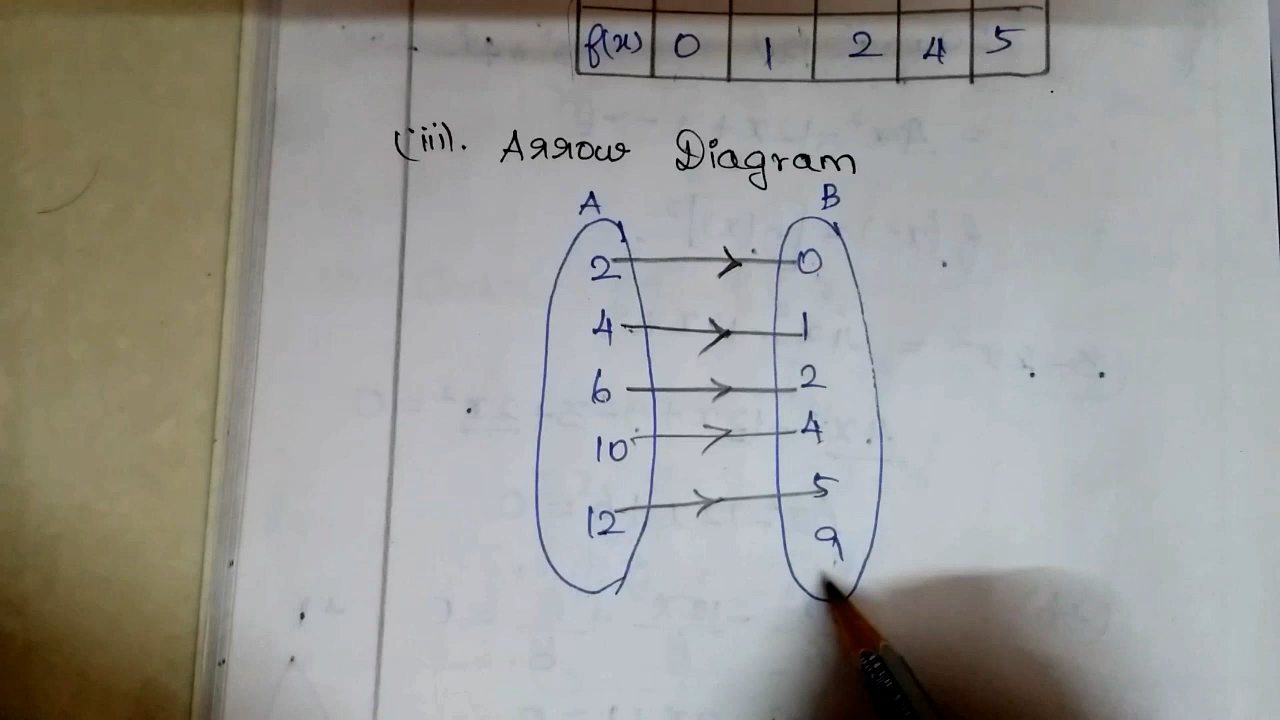 f(x) 0 1 2 4 5
(iii). Arrow Diagram
A B
2 0
4 1
6 2
10 4
12 5
9